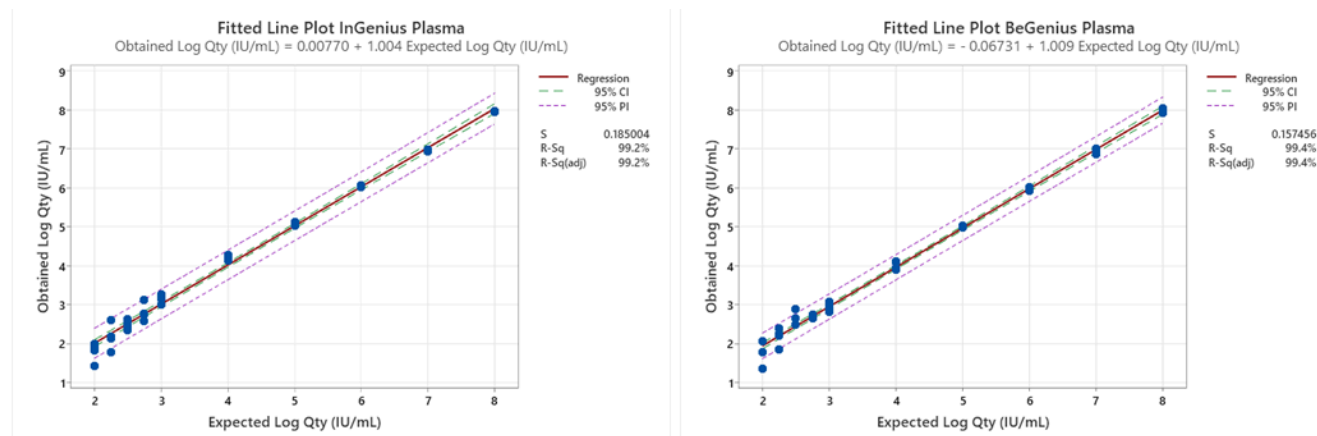 Fitted Line Plot InGenius Plasma
Obtained Log Qty (IU/mL) = 0.00770 + 1.004 Expected Log Qty (IU/mL)
9
8
7
6
5
4
3
2
1
Obtained Log Qty (IU/mL)
2 3 4 5 6 7 8
Expected Log Qty (IU/mL)
Regression
95% CI
95% PI
S 0.185004
R-Sq 99.2%
R-Sq(adj) 99.2%
Fitted Line Plot BeGenius Plasma
Obtained Log Qty (IU/mL) = - 0.06731 + 1.009 Expected Log Qty (IU/mL)
9
8
7
6
5
4
3
2
1
Obtained Log Qty (IU/mL)
2 3 4 5 6 7 8
Expected Log Qty (IU/mL)
Regression
95% CI
95% PI
S 0.157456
R-Sq 99.4%
R-Sq(adj) 99.4%